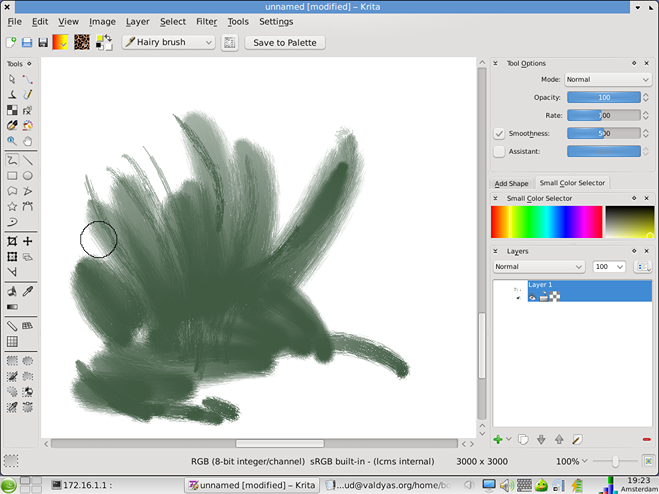 unnamed [modified] – Krita
File Edit View Image Layer Select Filter Tools Settings
Hairy brush Save to Palette
Tools
Tool Options
Mode: Normal
Opacity: 100
Rate: 100
Smoothness: 500
Assistant:
Add Shape Small Color Selector
Small Color Selector
Layers
Normal 100
Layer 1
RGB (8-bit integer/channel) sRGB built-in - (lcms internal) 3000 x 3000 100%
172.16.1.1 : unnamed [modified] – Krita ...ud@valdyas.org/home/bo
19:23
Amsterdam